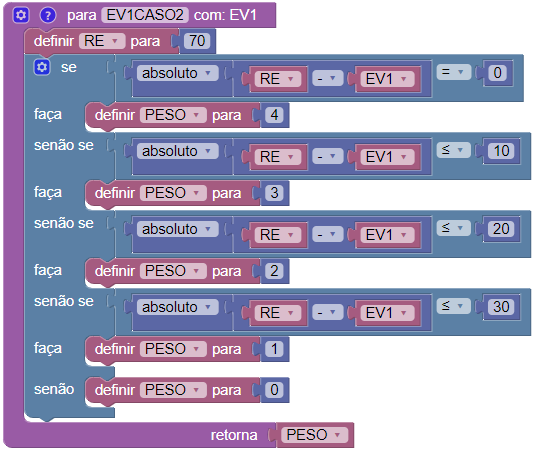 ? para EV1CASO2 com: EV1
definir RE para 70
se absoluto RE - EV1 = 0
faça definir PESO para 4
senão se absoluto RE - EV1 ≤ 10
faça definir PESO para 3
senão se absoluto RE - EV1 ≤ 20
faça definir PESO para 2
senão se absoluto RE - EV1 ≤ 30
faça definir PESO para 1
senão definir PESO para 0
retorna PESO